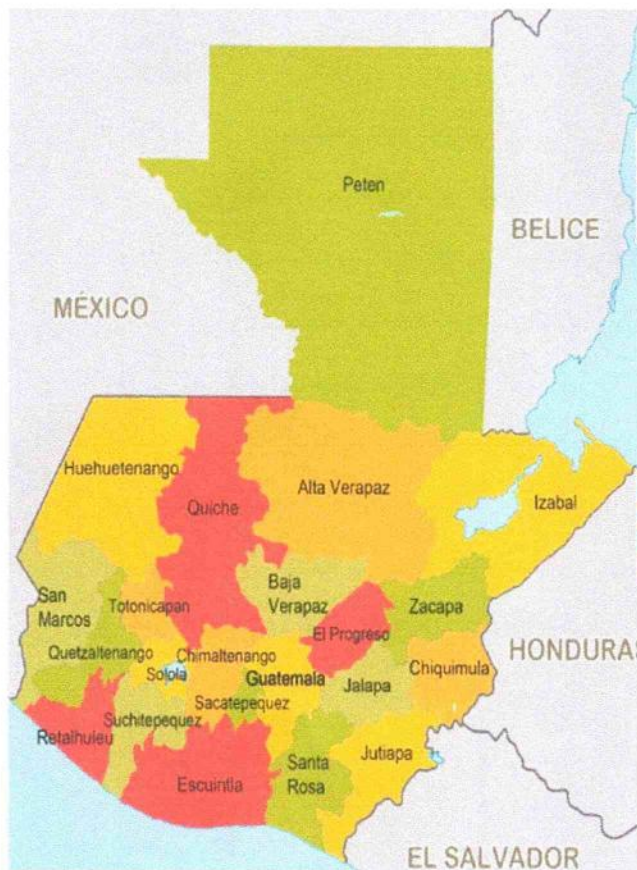 Peten
BELICE
MÉXICO
Huehuetenango
Quiche
Alta Verapaz
Izabal
San
Marcos
Totonicapan
Baja
Verapaz
Zacapa
El Progreso
Quetzaltenango
Solola
Chimaltenango
Guatemala
Jalapa
Chiquimula
HONDURAS
Sacatepequez
Suchitepequez
Retalhuleu
Escuintla
Santa
Rosa
Jutiapa
EL SALVADOR